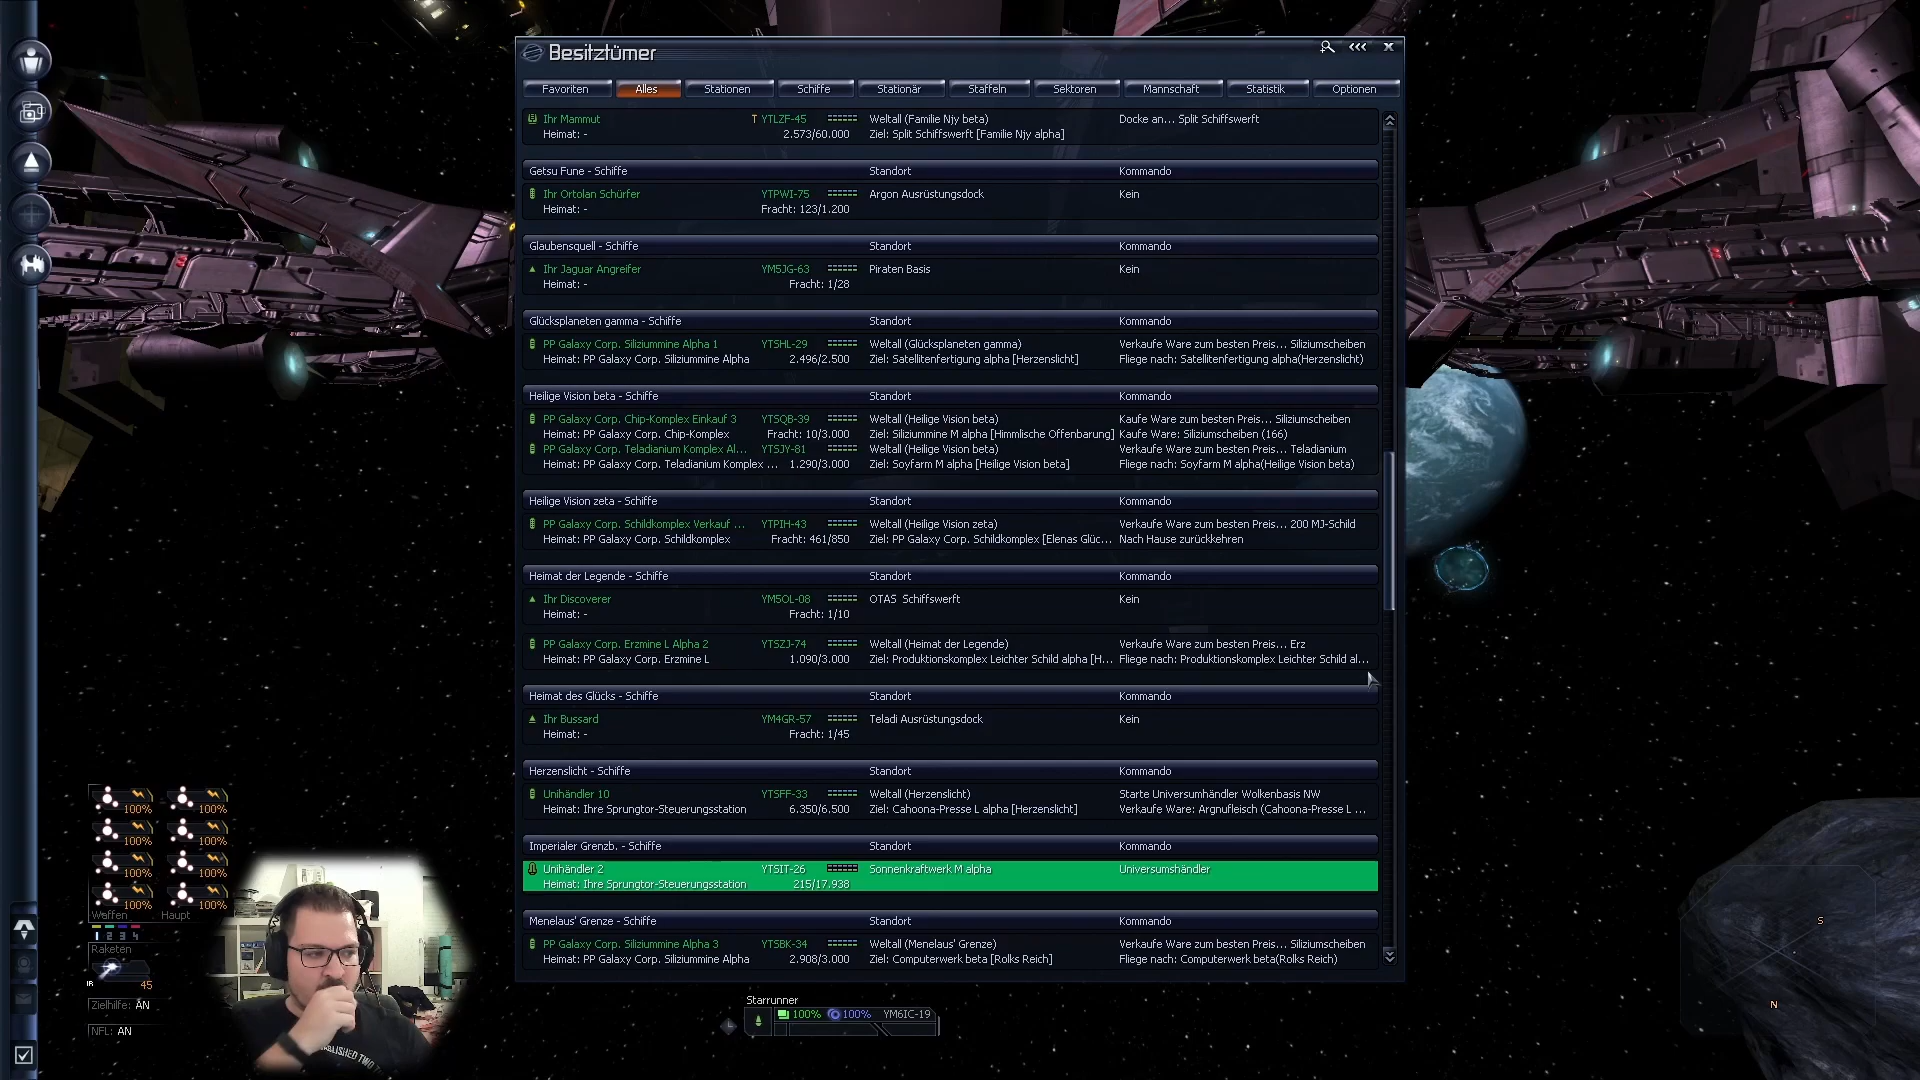 Besitztümer
Favoriten Alles Stationen Schiffe Stationär Staffeln Sektoren Mannschaft Statistik Optionen
Ihr Mammut T YTLZF-45 Weltall (Familie Njy beta) Docke an... Split Schiffswerft
Heimat: - 2.573/60.000 Ziel: Split Schiffswerft [Familie Njy alpha]
Getsu Fune - Schiffe Standort Kommando
Ihr Ortolan Schürfer YTPWI-75 Argon Ausrüstungsdock Kein
Heimat: - Fracht: 123/1.200
Glaubensquell - Schiffe Standort Kommando
Ihr Jaguar Angreifer YM5JG-63 Piraten Basis Kein
Heimat: - Fracht: 1/28
Glücksplaneten gamma - Schiffe Standort Kommando
PP Galaxy Corp. Siliziummine Alpha 1 YTSHL-29 Weltall (Glücksplaneten gamma) Verkaufe Ware zum besten Preis... Siliziumscheiben
Heimat: PP Galaxy Corp. Siliziummine Alpha 2.496/2.500 Ziel: Satellitenfertigung alpha [Herzenslicht] Fliege nach: Satellitenfertigung alpha(Herzenslicht)
Heilige Vision beta - Schiffe Standort Kommando
PP Galaxy Corp. Chip-Komplex Einkauf 3 YTSQB-39 Weltall (Heilige Vision beta) Kaufe Ware zum besten Preis... Siliziumscheiben
Heimat: PP Galaxy Corp. Chip-Komplex Fracht: 10/3.000 Ziel: Siliziummine M alpha [Himmlische Offenbarung] Kaufe Ware: Siliziumscheiben (166)
PP Galaxy Corp. Teladianium Komplex Al... YTSJY-81 Weltall (Heilige Vision beta) Verkaufe Ware zum besten Preis... Teladianium
Heimat: PP Galaxy Corp. Teladianium Komplex ... 1.290/3.000 Ziel: Soyfarm M alpha [Heilige Vision beta] Fliege nach: Soyfarm M alpha(Heilige Vision beta)
Heilige Vision zeta - Schiffe Standort Kommando
PP Galaxy Corp. Schildkomplex Verkauf ... YTPIH-43 Weltall (Heilige Vision zeta) Verkaufe Ware zum besten Preis... 200 MJ-Schild
Heimat: PP Galaxy Corp. Schildkomplex Fracht: 461/850 Ziel: PP Galaxy Corp. Schildkomplex [Elenas Glüc... Nach Hause zurückkehren
Heimat der Legende - Schiffe Standort Kommando
Ihr Discoverer YM5OL-08 OTAS Schiffswerft Kein
Heimat: - Fracht: 1/10
PP Galaxy Corp. Erzmine L Alpha 2 YTSZJ-74 Weltall (Heimat der Legende) Verkaufe Ware zum besten Preis... Erz
Heimat: PP Galaxy Corp. Erzmine L 1.090/3.000 Ziel: Produktionskomplex Leichter Schild alpha [H... Fliege nach: Produktionskomplex Leichter Schild al...
Heimat des Glücks - Schiffe Standort Kommando
Ihr Bussard YM4GR-57 Teladi Ausrüstungsdock Kein
Heimat: - Fracht: 1/45
Herzenslicht - Schiffe Standort Kommando
Unihändler 10 YTSFF-33 Weltall (Herzenslicht) Starte Universumhändler Wolkenbasis NW
Heimat: Ihre Sprungtor-Steuerungsstation 6.350/6.500 Ziel: Cahoona-Presse L alpha [Herzenslicht] Verkaufe Ware: Argnufleisch (Cahoona-Presse L ...
Imperialer Grenzb. - Schiffe Standort Kommando
Unihändler 2 YTSIT-26 Sonnenkraftwerk M alpha Universumshändler
Heimat: Ihre Sprungtor-Steuerungsstation 215/17.938
Menelaus' Grenze - Schiffe Standort Kommando
PP Galaxy Corp. Siliziummine Alpha 3 YTSBK-34 Weltall (Menelaus' Grenze) Verkaufe Ware zum besten Preis... Siliziumscheiben
Heimat: PP Galaxy Corp. Siliziummine Alpha 2.908/3.000 Ziel: Computerwerk beta [Rolks Reich] Fliege nach: Computerwerk beta(Rolks Reich)
100% 100%
100% 100%
100% 100%
100% 100%
Waffen Haupt
1 2 3 4
Raketen
IR 45
Zielhilfe: AN
NFL: AN
Starrunner
100% 100% YM6IC-19
S
N